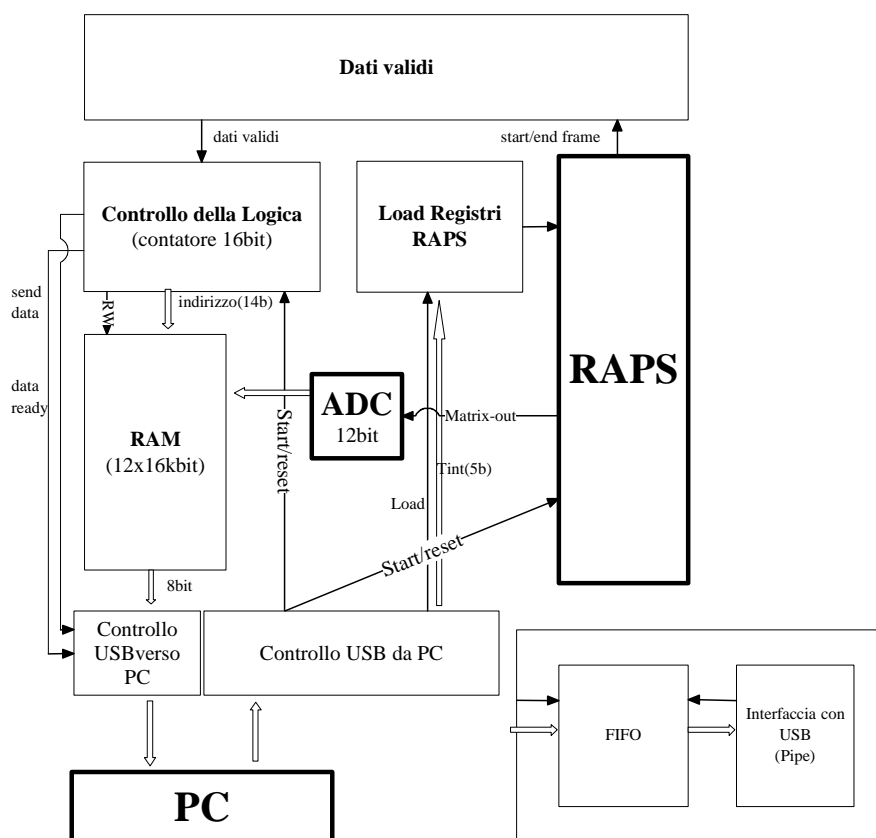 Dati validi
dati validi
start/end frame
Controllo della Logica
(contatore 16bit)
Load Registri
RAPS
send
data
RW
indirizzo(14b)
RAPS
data
ready
RAM
(12x16kbit)
ADC
12bit
Matrix-out
Start/reset
Tint(5b)
Load
Start/reset
8bit
Controllo
USBverso
PC
Controllo USB da PC
FIFO
Interfaccia con
USB
(Pipe)
PC